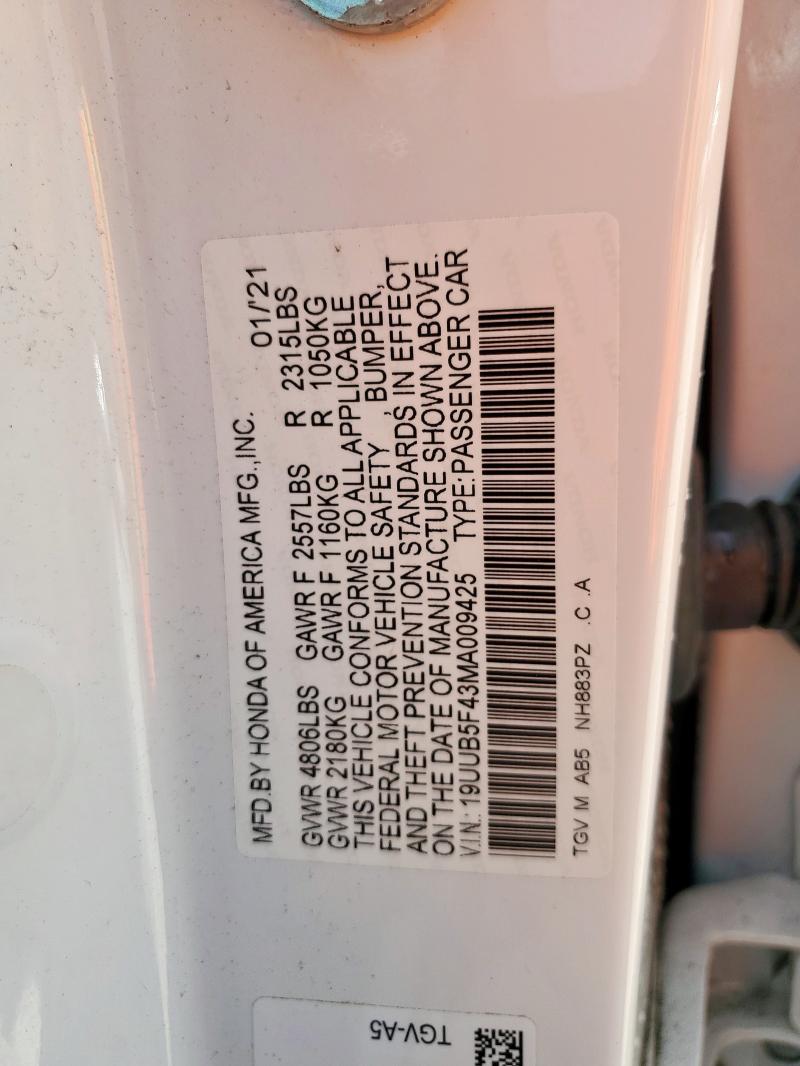 MFD.BY HONDA OF AMERICA MFG.,INC. 01/'21
GVWR 4806LBS GAWR F 2557LBS R 2315LBS
GVWR 2180KG GAWR F 1160KG R 1050KG
THIS VEHICLE CONFORMS TO ALL APPLICABLE
FEDERAL MOTOR VEHICLE SAFETY , BUMPER,
AND THEFT PREVENTION STANDARDS IN EFFECT
ON THE DATE OF MANUFACTURE SHOWN ABOVE.
V.I.N.: 19UUB5F43MA009425 TYPE:PASSENGER CAR
TGV M AB5 NH883PZ .C .A
TGV-A5